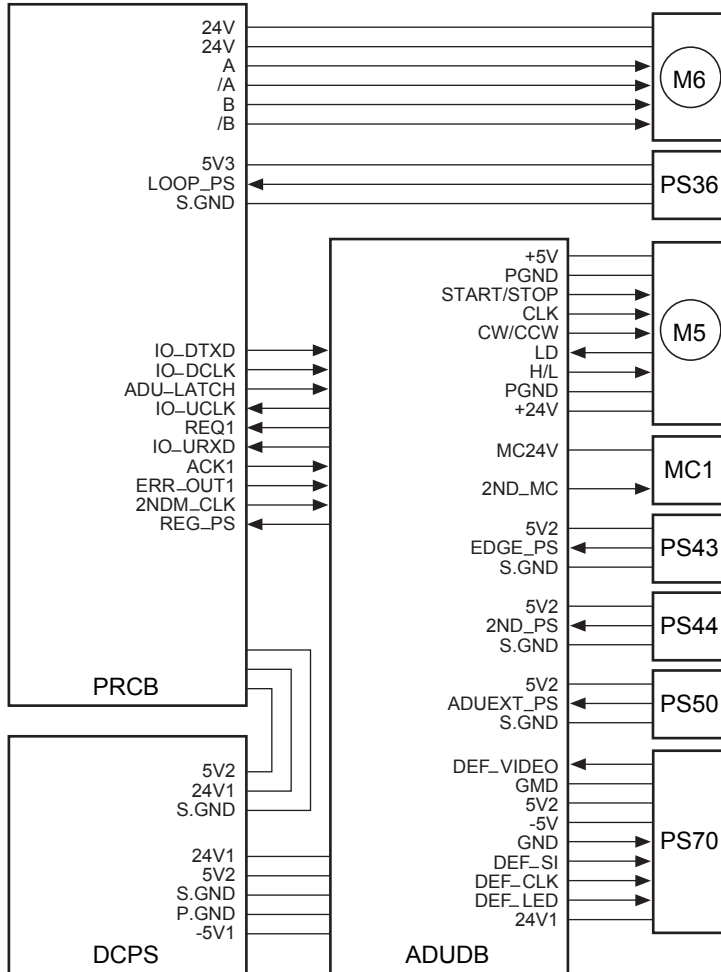 24V
24V
A
/A
B
/B
M6
5V3
LOOP_PS
S.GND
PS36
+5V
PGND
START/STOP
CLK
CW/CCW
LD
H/L
PGND
+24V
M5
IO_DTXD
IO_DCLK
ADU_LATCH
IO_UCLK
REQ1
IO_URXD
ACK1
ERR_OUT1
2NDM_CLK
REG_PS
MC24V
2ND_MC
MC1
5V2
EDGE_PS
S.GND
PS43
5V2
2ND_PS
S.GND
PS44
5V2
ADUEXT_PS
S.GND
PS50
PRCB
5V2
24V1
S.GND
24V1
5V2
S.GND
P.GND
-5V1
DCPS
DEF_VIDEO
GMD
5V2
-5V
GND
DEF_SI
DEF_CLK
DEF_LED
24V1
PS70
ADUDB